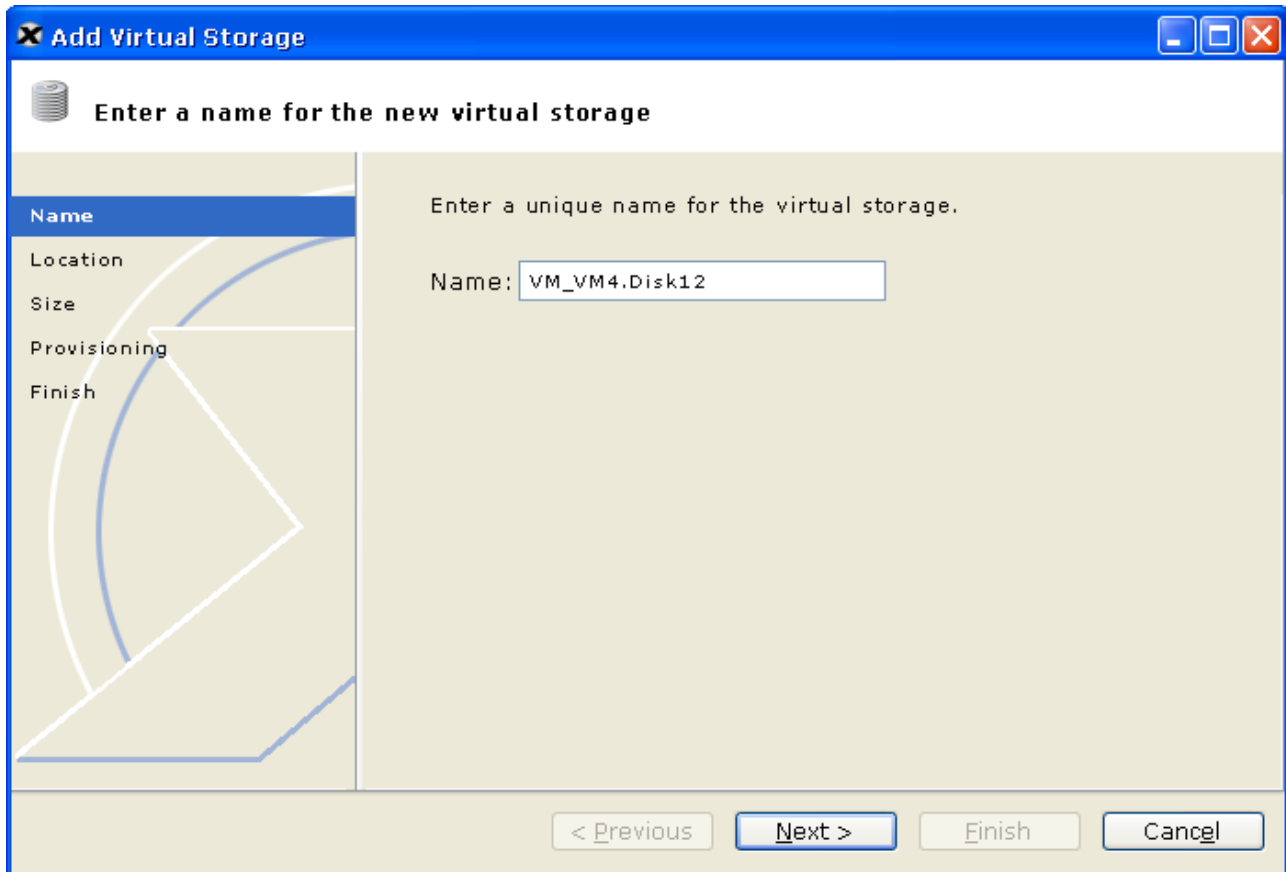 Add Virtual Storage
Enter a name for the new virtual storage
Name
Location
Size
Provisioning
Finish
Enter a unique name for the virtual storage.
Name: VM_VM4.Disk12
< Previous
Next >
Finish
Cancel